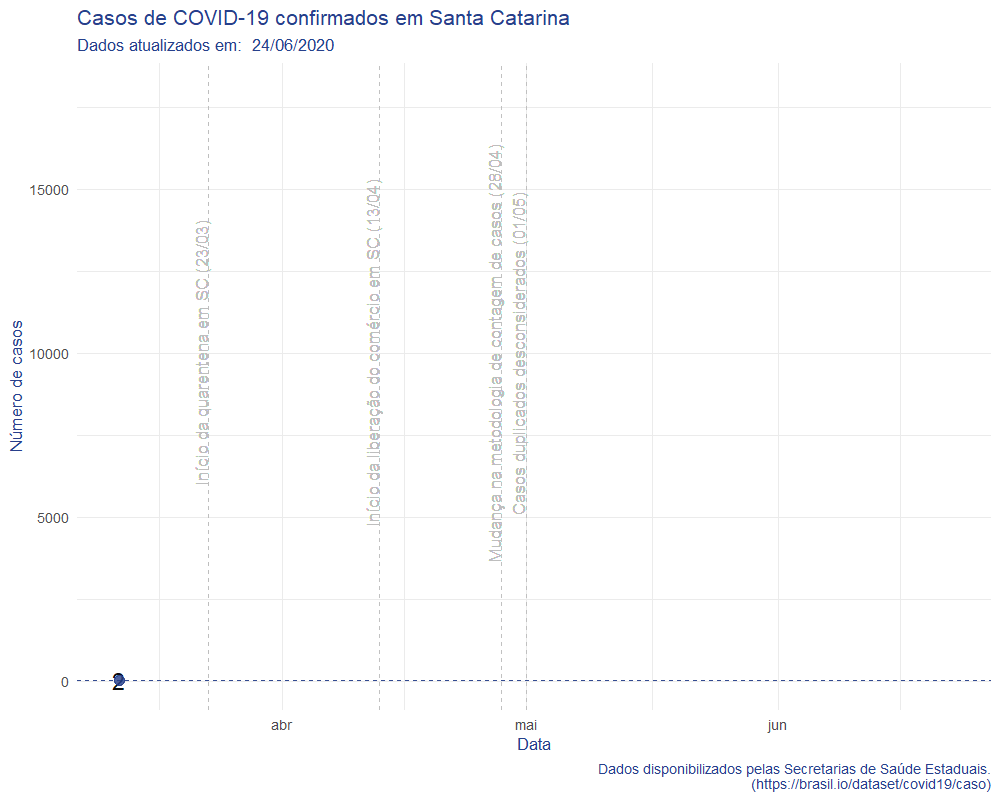 Casos de COVID-19 confirmados em Santa Catarina
Dados atualizados em:  24/06/2020
Número de casos
15000
10000
5000
0
Início da quarentena em SC (23/03)
Início da liberação do comércio em SC (13/04)
Mudança na metodologia de contagem de casos (28/04)
Casos duplicados desconsiderados (01/05)
2
abr
mai
jun
Data
Dados disponibilizados pelas Secretarias de Saúde Estaduais.
(https://brasil.io/dataset/covid19/caso)